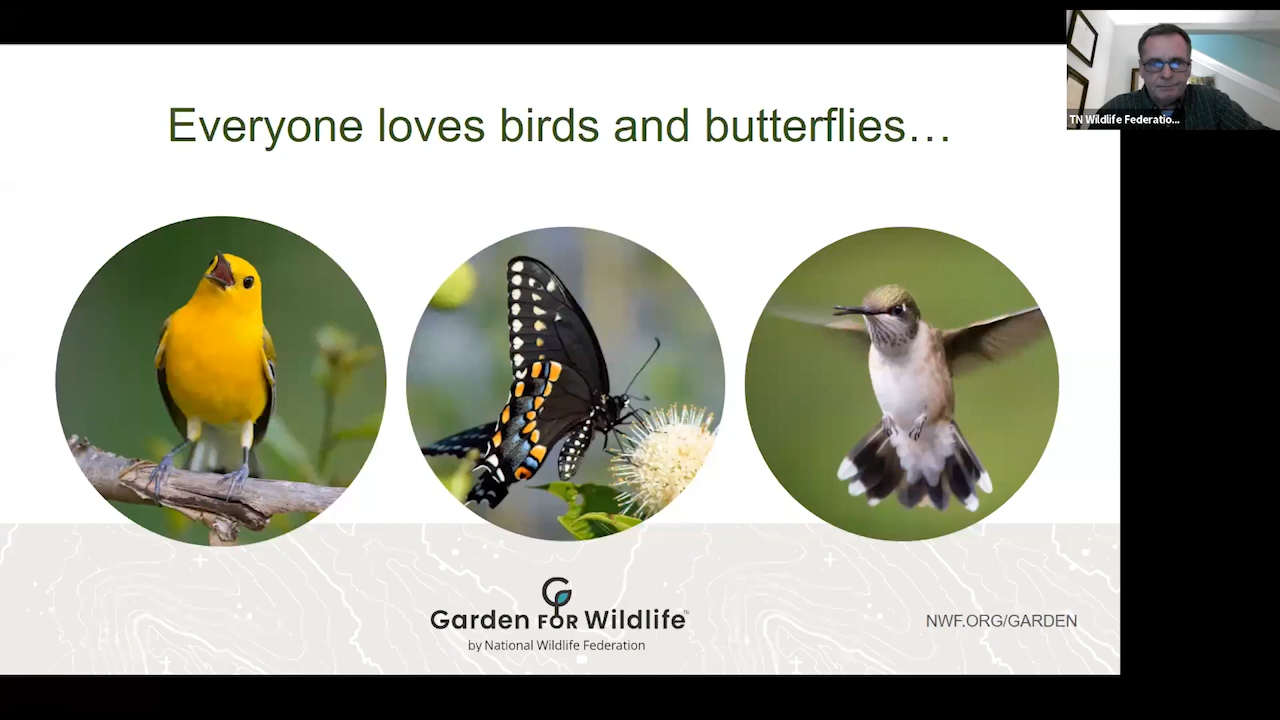 Everyone loves birds and butterflies…
TN Wildlife Federatio...
Garden FOR Wildlife™
by National Wildlife Federation
NWF.ORG/GARDEN